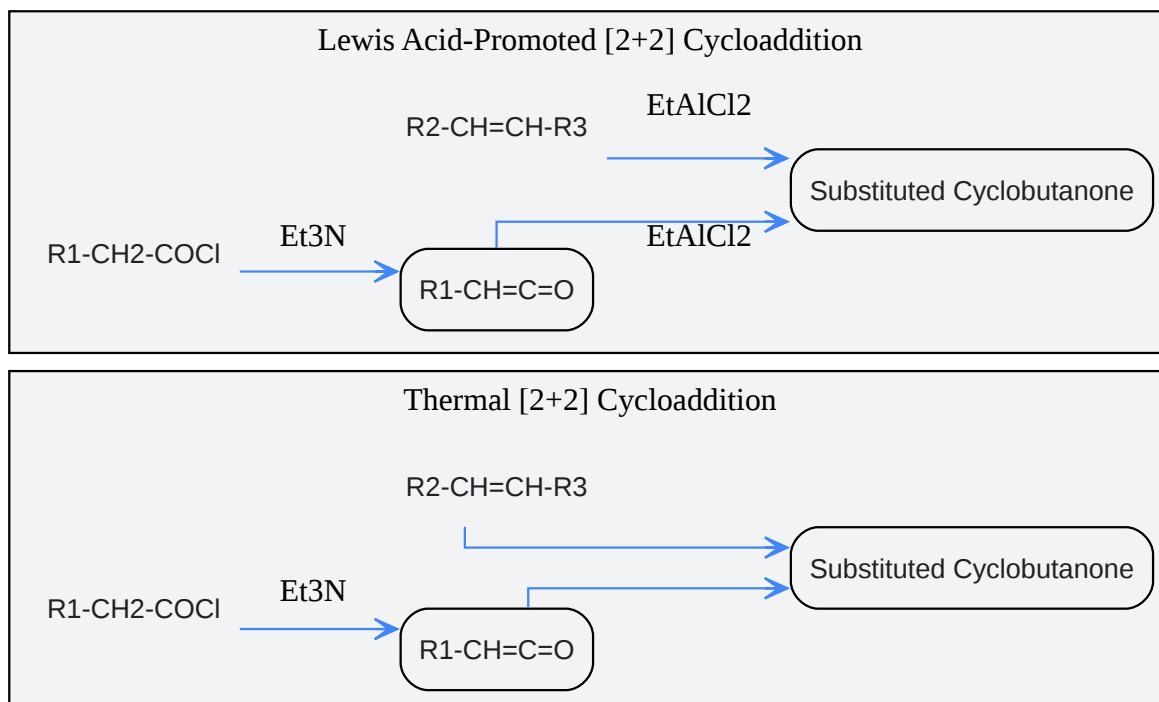 Lewis Acid-Promoted [2+2] Cycloaddition
EtAlCl2
R2-CH=CH-R3
Substituted Cyclobutanone
Et3N
EtAlCl2
R1-CH2-COCl
R1-CH=C=O
Thermal [2+2] Cycloaddition
R2-CH=CH-R3
Substituted Cyclobutanone
Et3N
R1-CH2-COCl
R1-CH=C=O